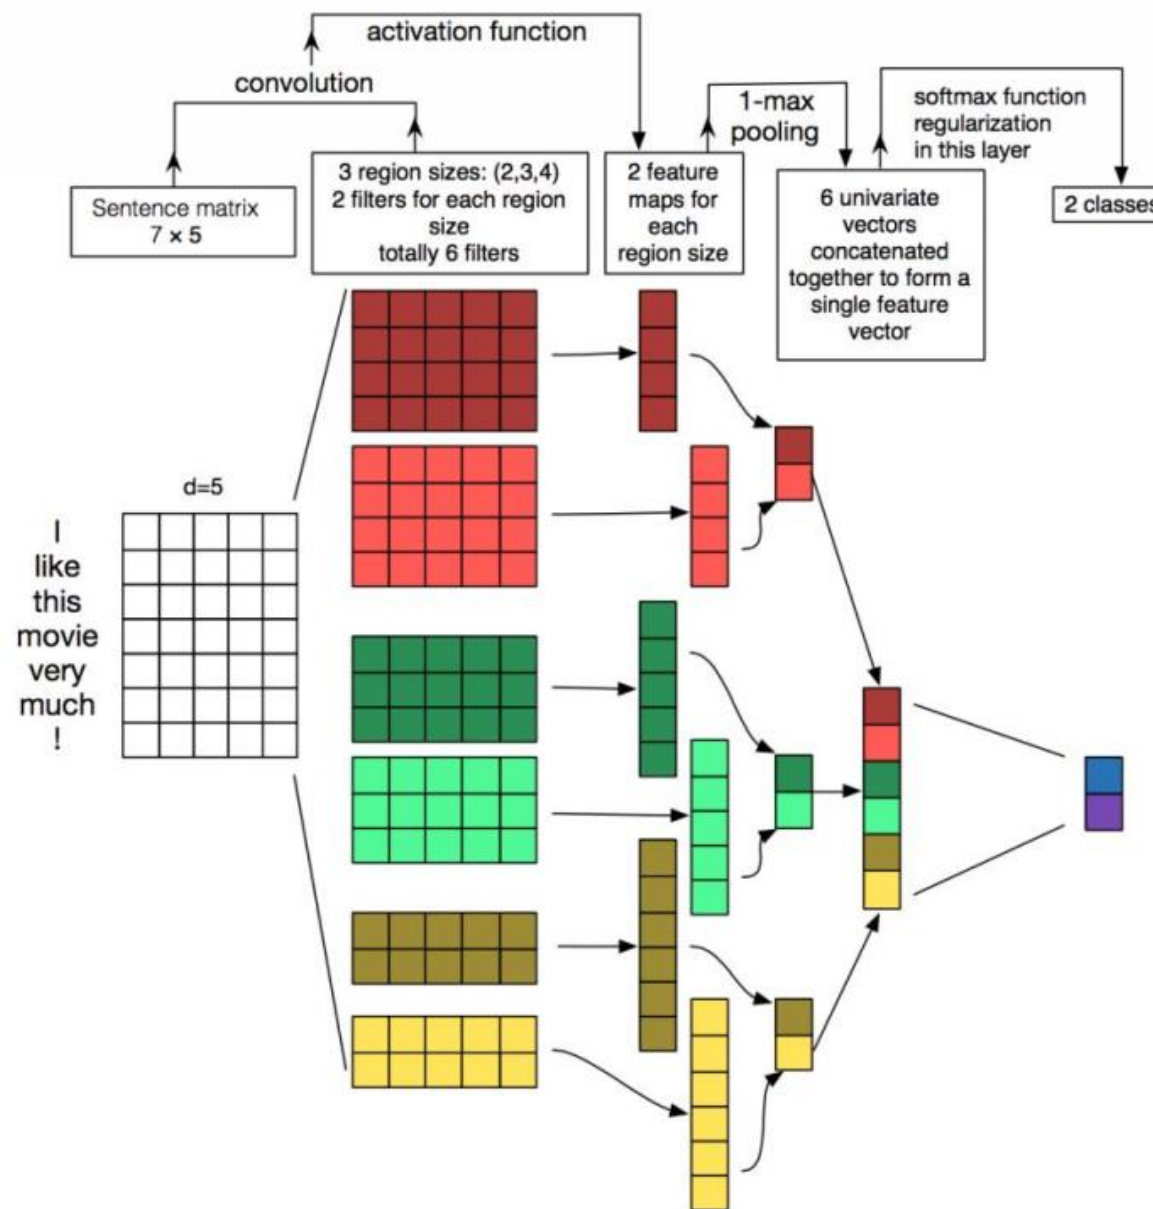 activation function
convolution
1-max
pooling
softmax function
regularization
in this layer
Sentence matrix
7 × 5
3 region sizes: (2,3,4)
2 filters for each region
size
totally 6 filters
2 feature
maps for
each
region size
6 univariate
vectors
concatenated
together to form a
single feature
vector
2 classes
d=5
I
like
this
movie
very
much
!